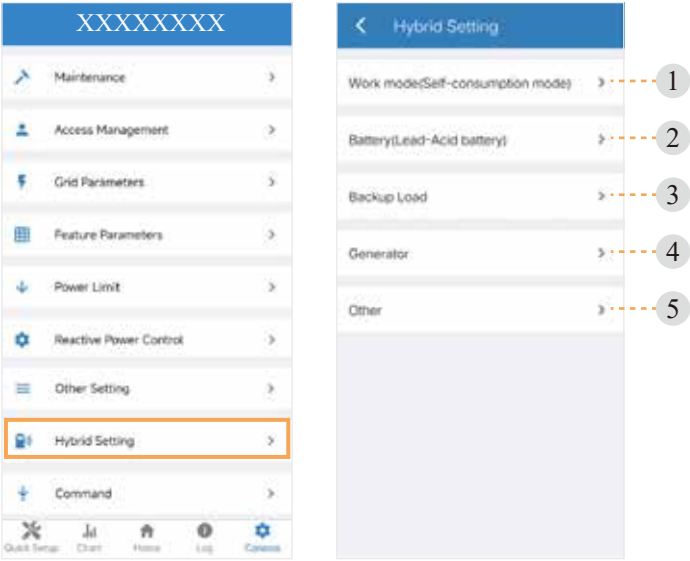 XXXXXXXX
Maintenance
Access Management
Grid Parameters
Feature Parameters
Power Limit
Reactive Power Control
Other Setting
Hybrid Setting
Command
Quick Setup Chart Home Log Console
Hybrid Setting
Work mode(Self-consumption mode) 1
Battery(Lead-Acid battery) 2
Backup Load 3
Generator 4
Other 5